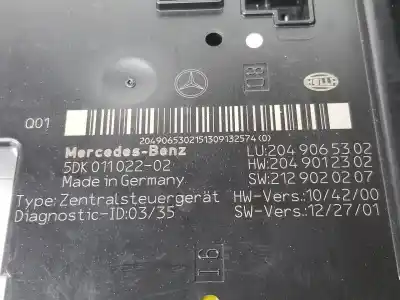 HELLA
Q01
2049065302151309132574(0)
Mercedes-Benz
LU:204 906 53 02
5DK 011 022-02
HW:204 901 23 02
Made in Germany
SW:212 902 02 07
Type:Zentralsteuergerät
HW-Vers.:10/42/00
Diagnostic-ID:03/35
SW-Vers.:12/27/01